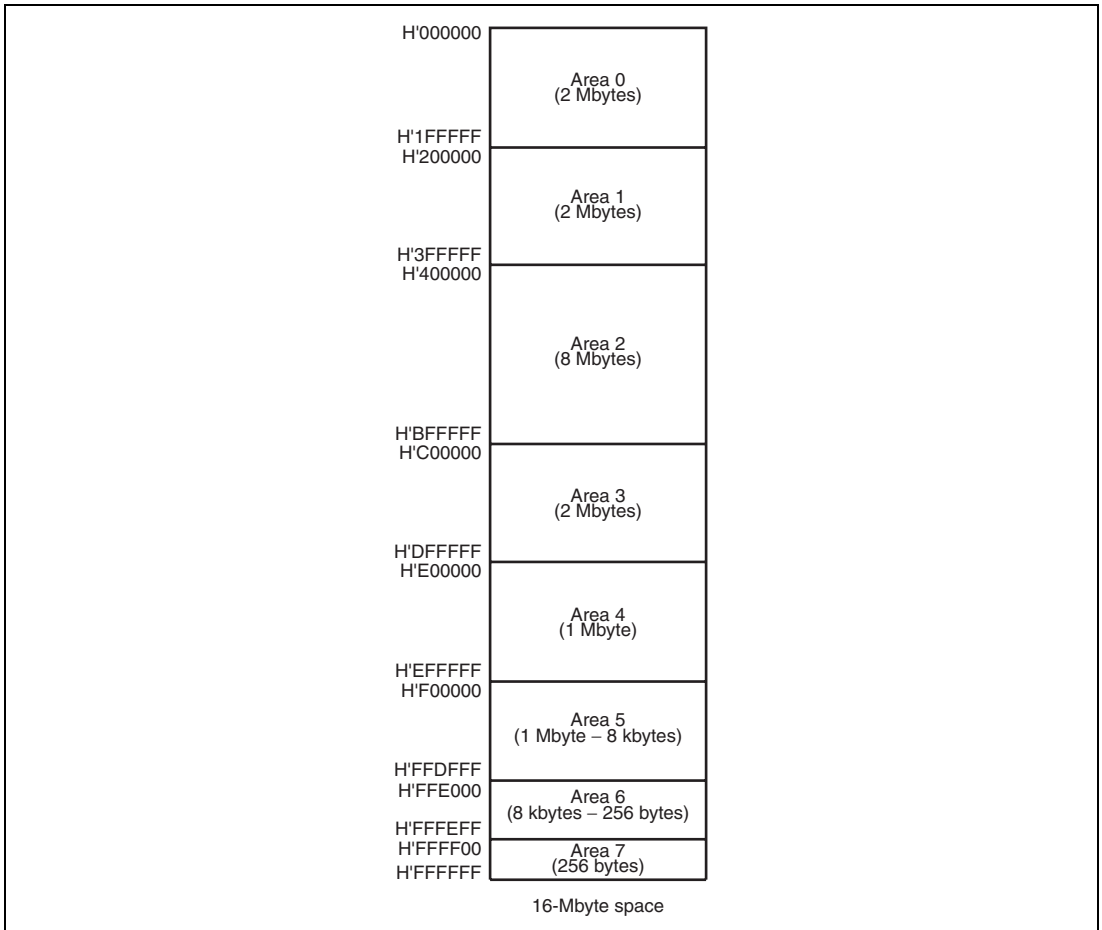 H'000000
Area 0
(2 Mbytes)
H'1FFFFF
H'200000
Area 1
(2 Mbytes)
H'3FFFFF
H'400000
Area 2
(8 Mbytes)
H'BFFFFF
H'C00000
Area 3
(2 Mbytes)
H'DFFFFF
H'E00000
Area 4
(1 Mbyte)
H'EFFFFF
H'F00000
Area 5
(1 Mbyte – 8 kbytes)
H'FFDFFF
H'FFE000
Area 6
(8 kbytes – 256 bytes)
H'FFFEFF
H'FFFF00
Area 7
(256 bytes)
H'FFFFFF
16-Mbyte space